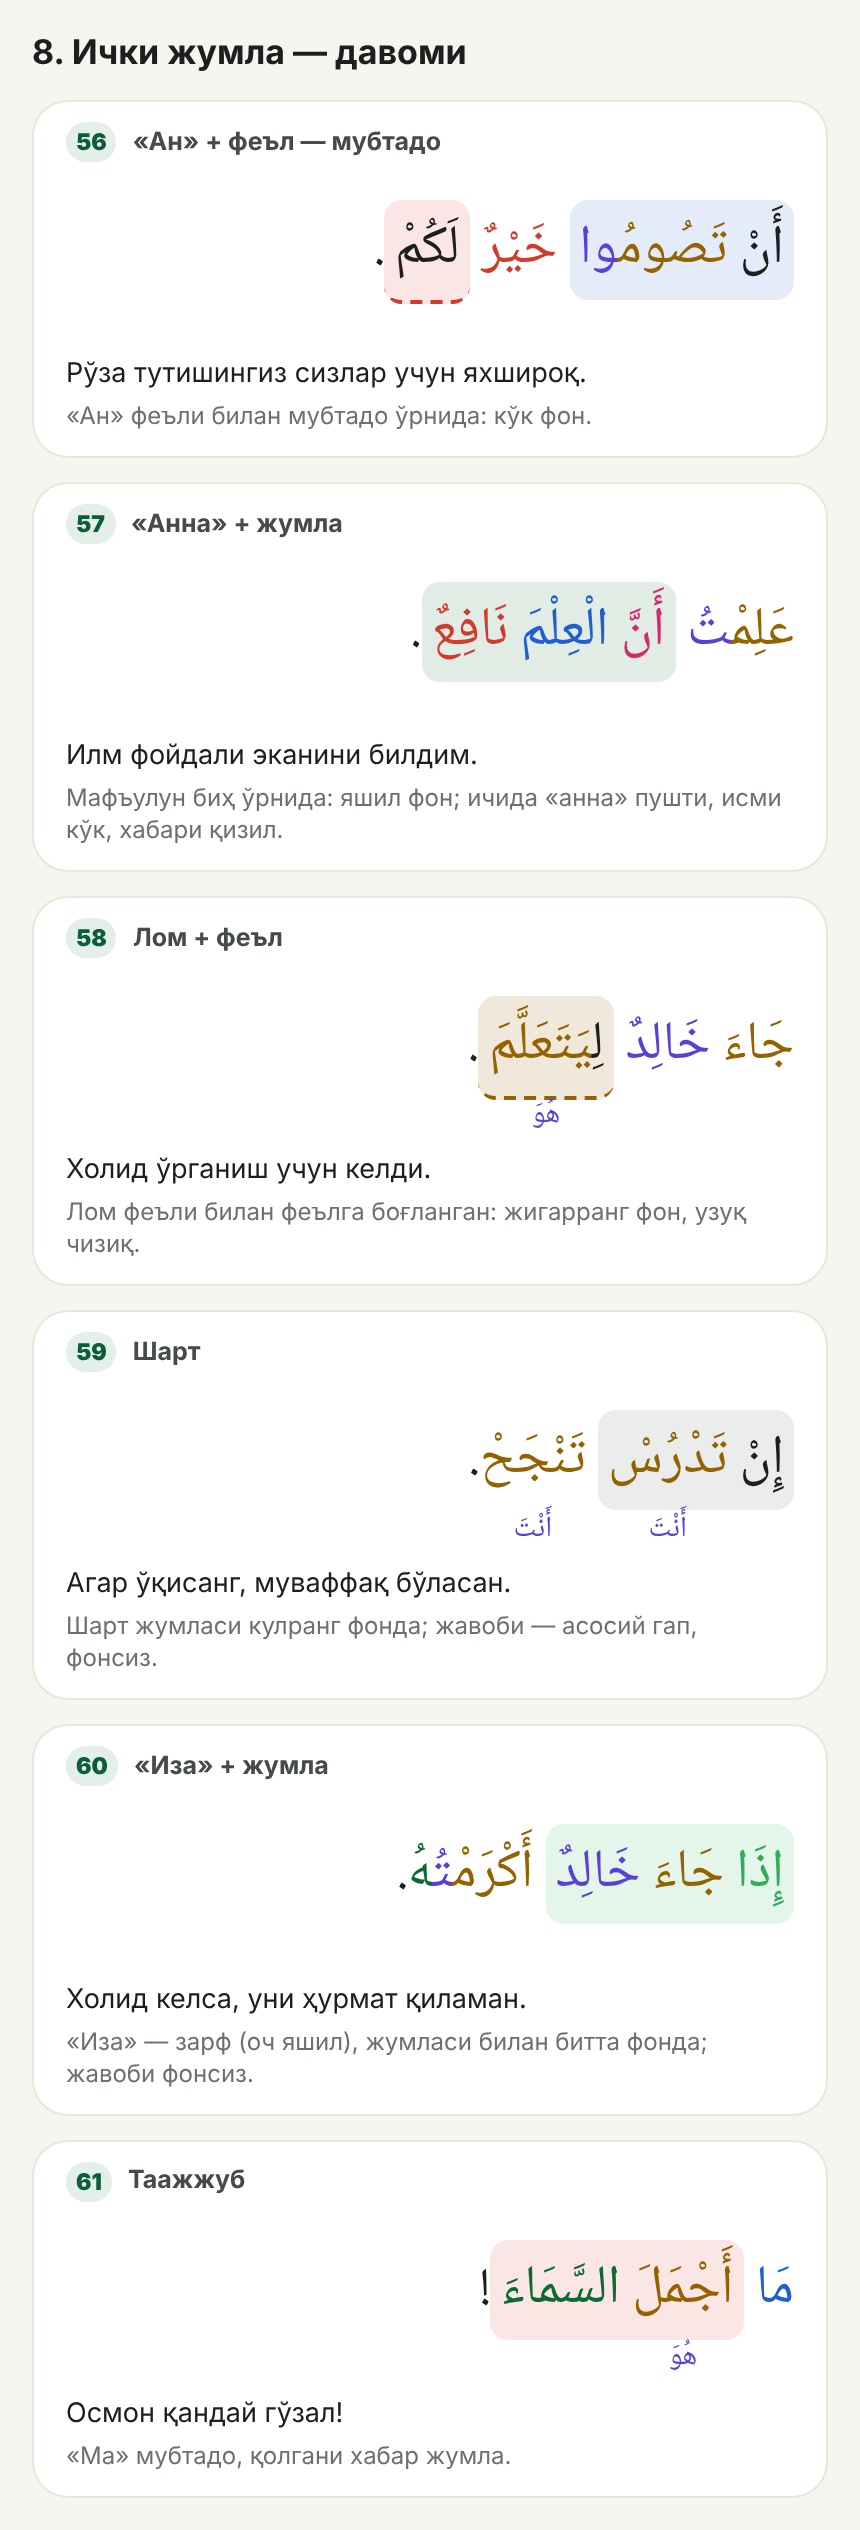 8. Ички жумла — давоми
56 «Ан» + феъл — мубтадо
أَنْ تَصُومُوا خَيْرٌ لَكُمْ.
Рўза тутишингиз сизлар учун яхшироқ.
«Ан» феъли билан мубтадо ўрнида: кўк фон.
57 «Анна» + жумла
عَلِمْتُ أَنَّ الْعِلْمَ نَافِعٌ.
Илм фойдали эканини билдим.
Мафъулун биҳ ўрнида: яшил фон; ичида «анна» пушти, исми
кўк, хабари қизил.
58 Лом + феъл
جَاءَ خَالِدٌ لِيَتَعَلَّمَ.
هُوَ
Холид ўрганиш учун келди.
Лом феъли билан феълга боғланган: жигарранг фон, узуқ
чизиқ.
59 Шарт
إِنْ تَدْرُسْ تَنْجَحْ.
أَنْتَ أَنْتَ
Агар ўқисанг, муваффақ бўласан.
Шарт жумласи кулранг фонда; жавоби — асосий гап,
фонсиз.
60 «Иза» + жумла
إِذَا جَاءَ خَالِدٌ أَكْرَمْتُهُ.
Холид келса, уни ҳурмат қиламан.
«Иза» — зарф (оч яшил), жумласи билан битта фонда;
жавоби фонсиз.
61 Таажжуб
مَا أَجْمَلَ السَّمَاءَ!
هُوَ
Осмон қандай гўзал!
«Ма» мубтадо, қолгани хабар жумла.